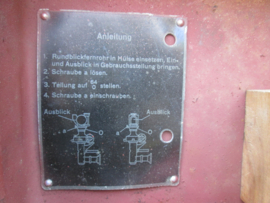 Anleitung
1. Rundblickfernrohr in Hülse einsetzen, Ein-
und Ausblick in Gebrauchsstellung bringen.
2. Schraube a lösen.
3. Teilung auf 64/0 stellen.
4. Schraube a einschrauben.
Ausblick Ausblick
a a